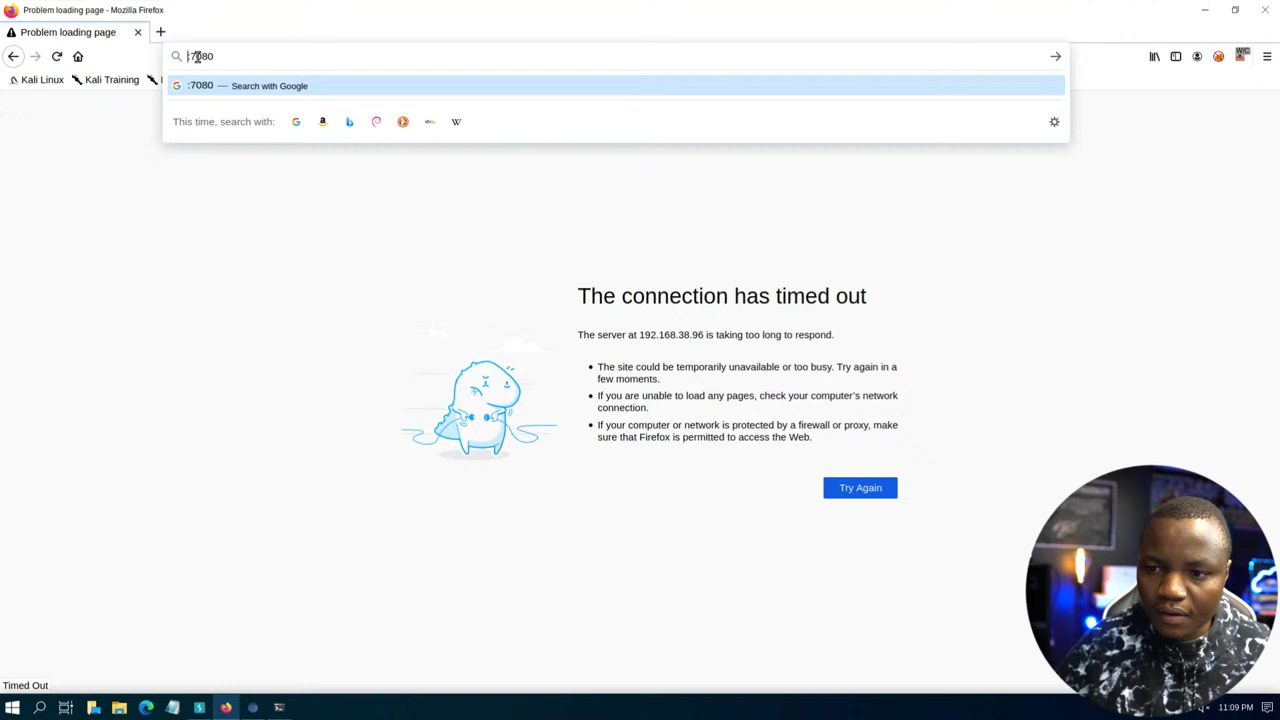 Problem loading page - Mozilla Firefox
Problem loading page
:7080
Kali Linux
Kali Training
:7080 — Search with Google
This time, search with:
The connection has timed out
The server at 192.168.38.96 is taking too long to respond.
The site could be temporarily unavailable or too busy. Try again in a
few moments.
If you are unable to load any pages, check your computer's network
connection.
If your computer or network is protected by a firewall or proxy, make
sure that Firefox is permitted to access the Web.
Try Again
Timed Out
11:09 PM